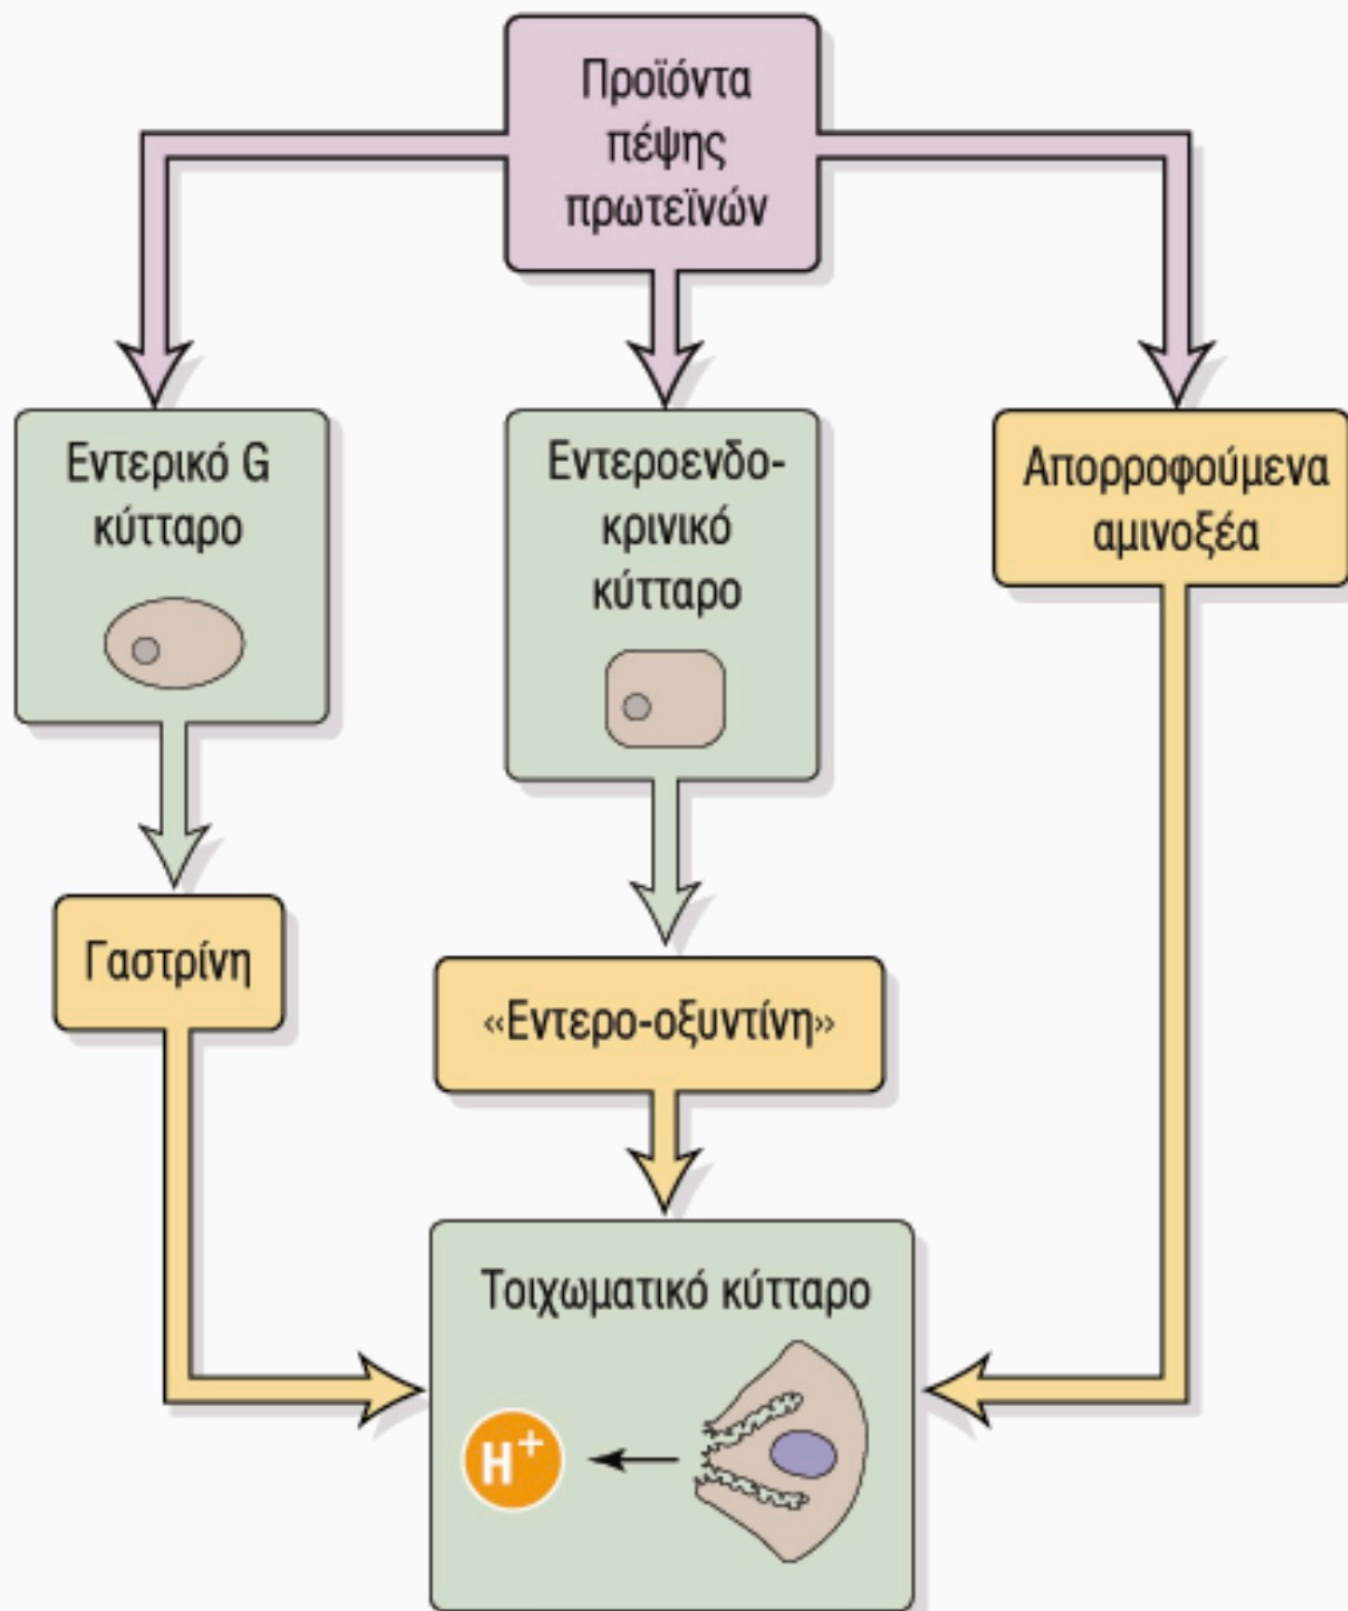 Προϊόντα
πέψης
πρωτεϊνών
Εντερικό G
κύτταρο
Εντεροενδο-
κρινικό
κύτταρο
Απορροφούμενα
αμινοξέα
Γαστρίνη
«Εντερο-οξυντίνη»
Τοιχωματικό κύτταρο
H⁺